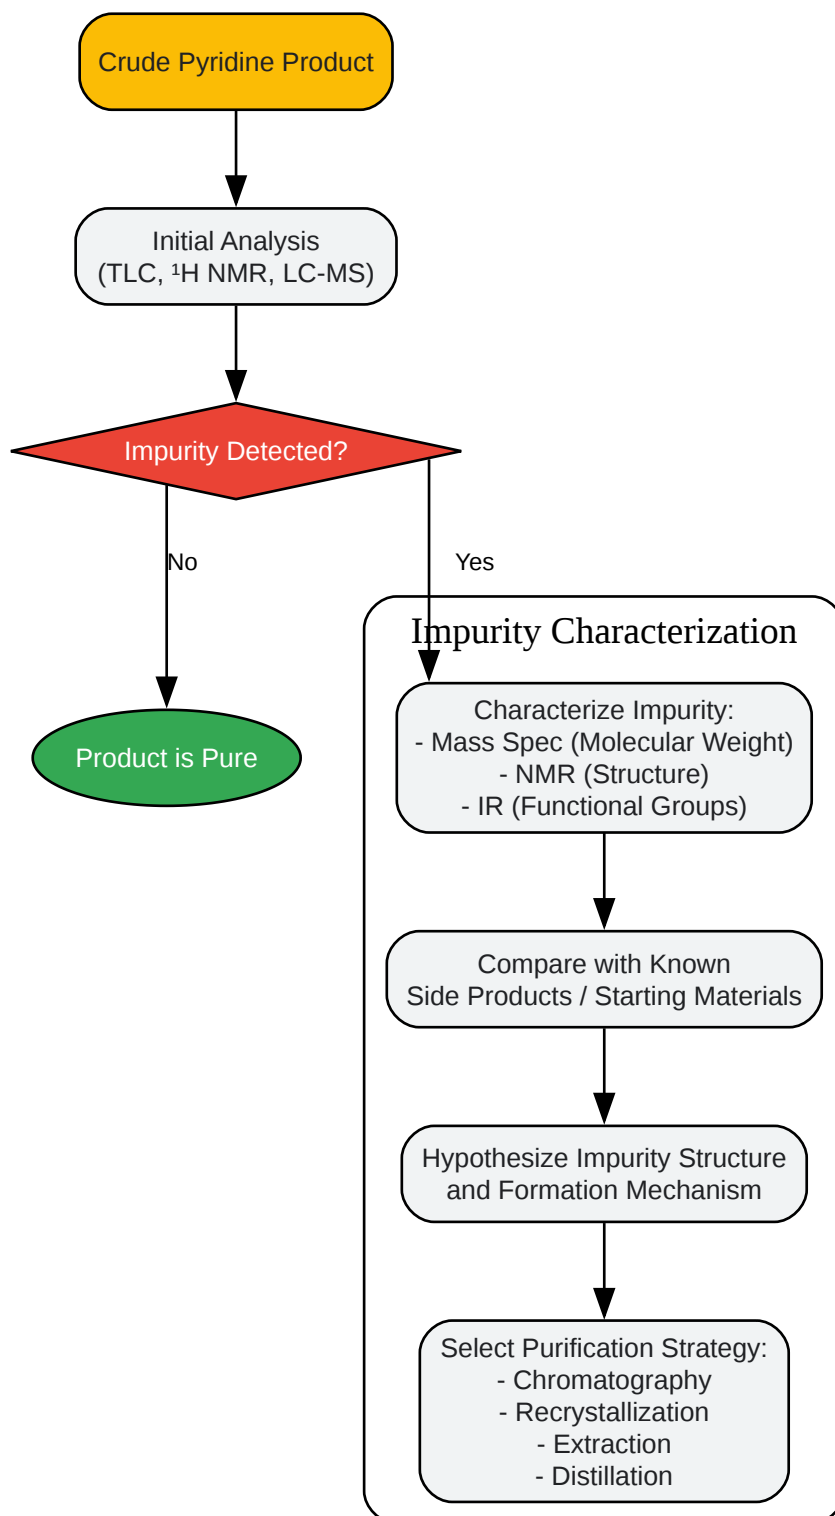 Crude Pyridine Product
Initial Analysis
(TLC, ¹H NMR, LC-MS)
Impurity Detected?
No
Yes
Impurity Characterization
Characterize Impurity:
- Mass Spec (Molecular Weight)
- NMR (Structure)
- IR (Functional Groups)
Product is Pure
Compare with Known
Side Products / Starting Materials
Hypothesize Impurity Structure
and Formation Mechanism
Select Purification Strategy:
- Chromatography
- Recrystallization
- Extraction
- Distillation